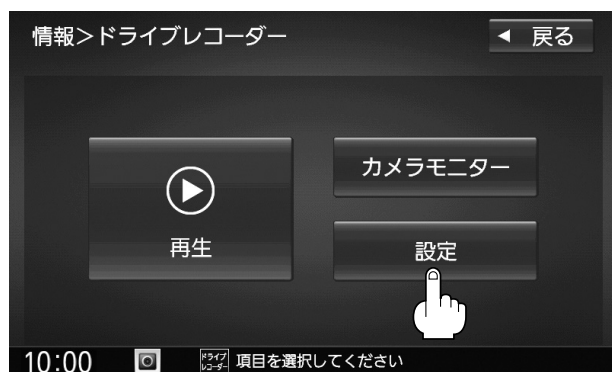 情報>ドライブレコーダー
◀ 戻る
再生
カメラモニター
設定
10:00
ドライブ
レコーダー
項目を選択してください